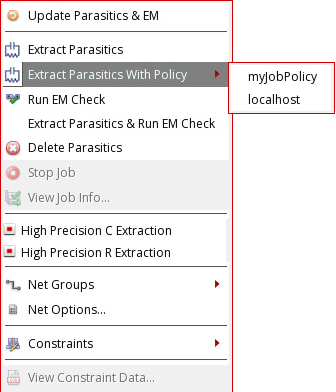 Update Parasitics & EM
Extract Parasitics
Extract Parasitics With Policy
myJobPolicy
localhost
Run EM Check
Extract Parasitics & Run EM Check
Delete Parasitics
Stop Job
View Job Info...
High Precision C Extraction
High Precision R Extraction
Net Groups
Net Options...
Constraints
View Constraint Data...